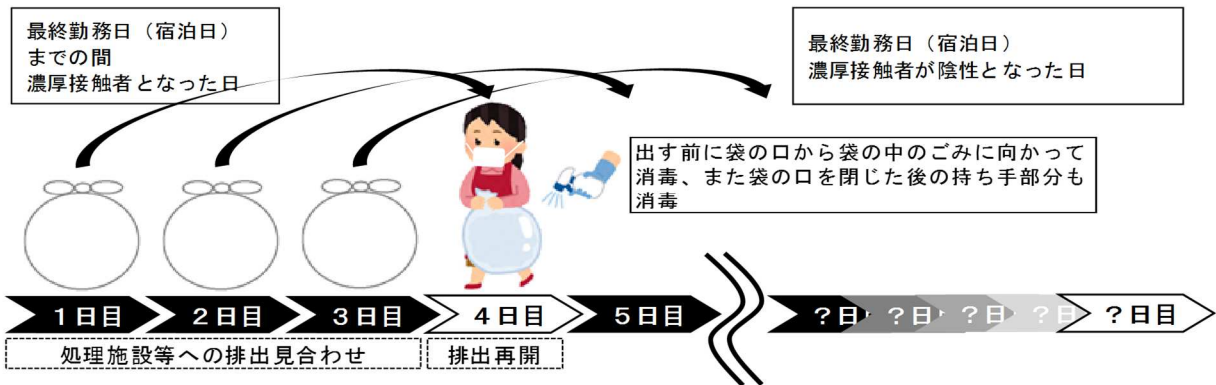 最終勤務日（宿泊日）
までの間
濃厚接触者となった日
最終勤務日（宿泊日）
濃厚接触者が陰性となった日
出す前に袋の口から袋の中のごみに向かって
消毒、また袋の口を閉じた後の持ち手部分も
消毒
1日目
2日目
3日目
4日目
5日目
?日
?日
?日
?日
?日目
処理施設等への排出見合わせ
排出再開